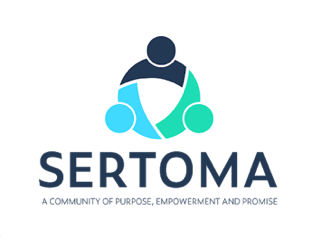 SERTOMA
A COMMUNITY OF PURPOSE, EMPOWERMENT AND PROMISE